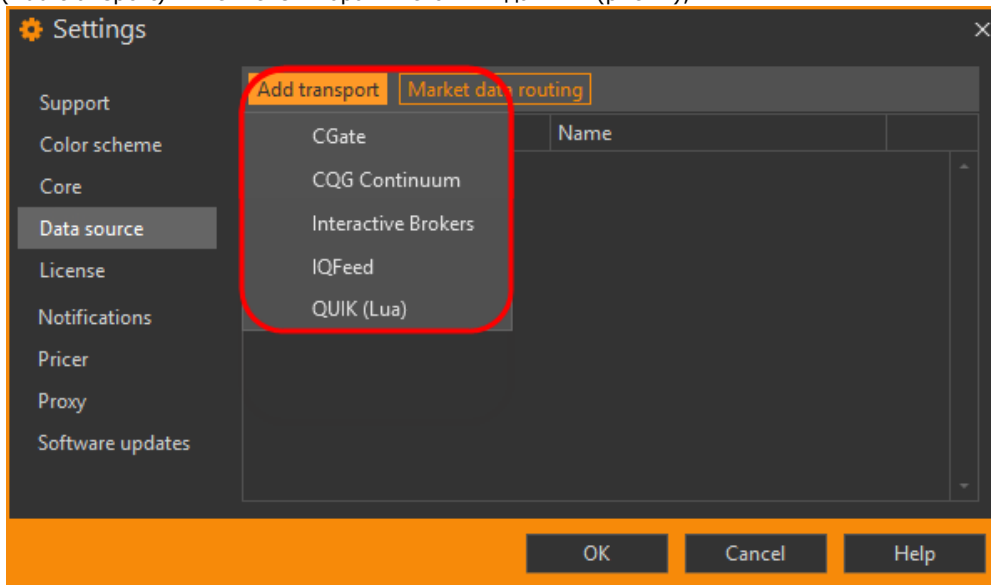 Settings
Support
Color scheme
Core
Data source
License
Notifications
Pricer
Proxy
Software updates
Add transport
Market data routing
Name
CGate
CQG Continuum
Interactive Brokers
IQFeed
QUIK (Lua)
OK
Cancel
Help